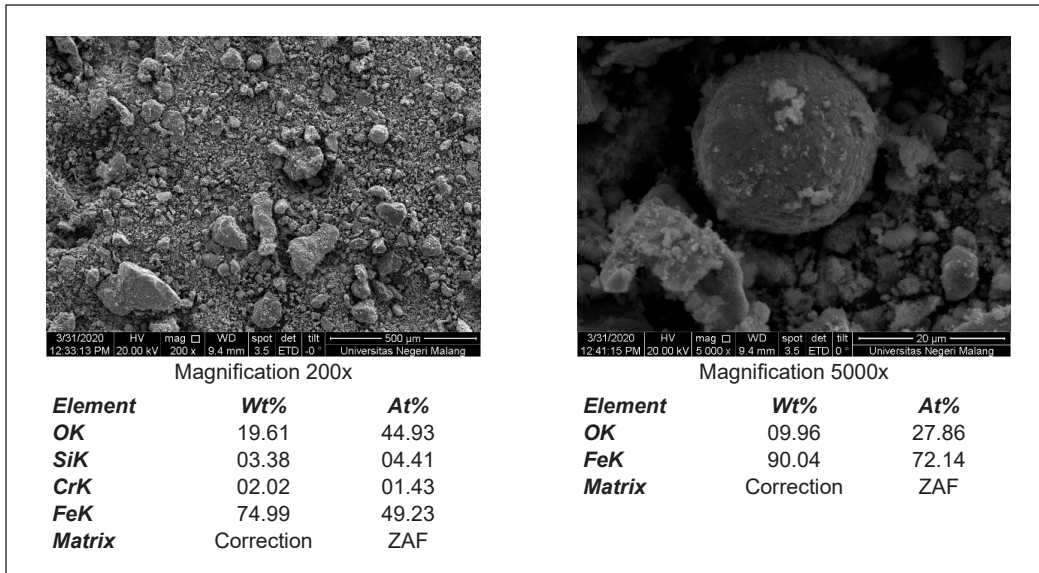 3/31/2020 HV mag WD spot det tilt 500 µm
12:33:13 PM 20.00 kV 200 x 9.4 mm 3.5 ETD -0° Universitas Negeri Malang
Magnification 200x
Element Wt% At%
OK 19.61 44.93
SiK 03.38 04.41
CrK 02.02 01.43
FeK 74.99 49.23
Matrix Correction ZAF
3/31/2020 HV mag WD spot det tilt 20 µm
12:41:15 PM 20.00 kV 5 000 x 9.4 mm 3.5 ETD 0° Universitas Negeri Malang
Magnification 5000x
Element Wt% At%
OK 09.96 27.86
FeK 90.04 72.14
Matrix Correction ZAF